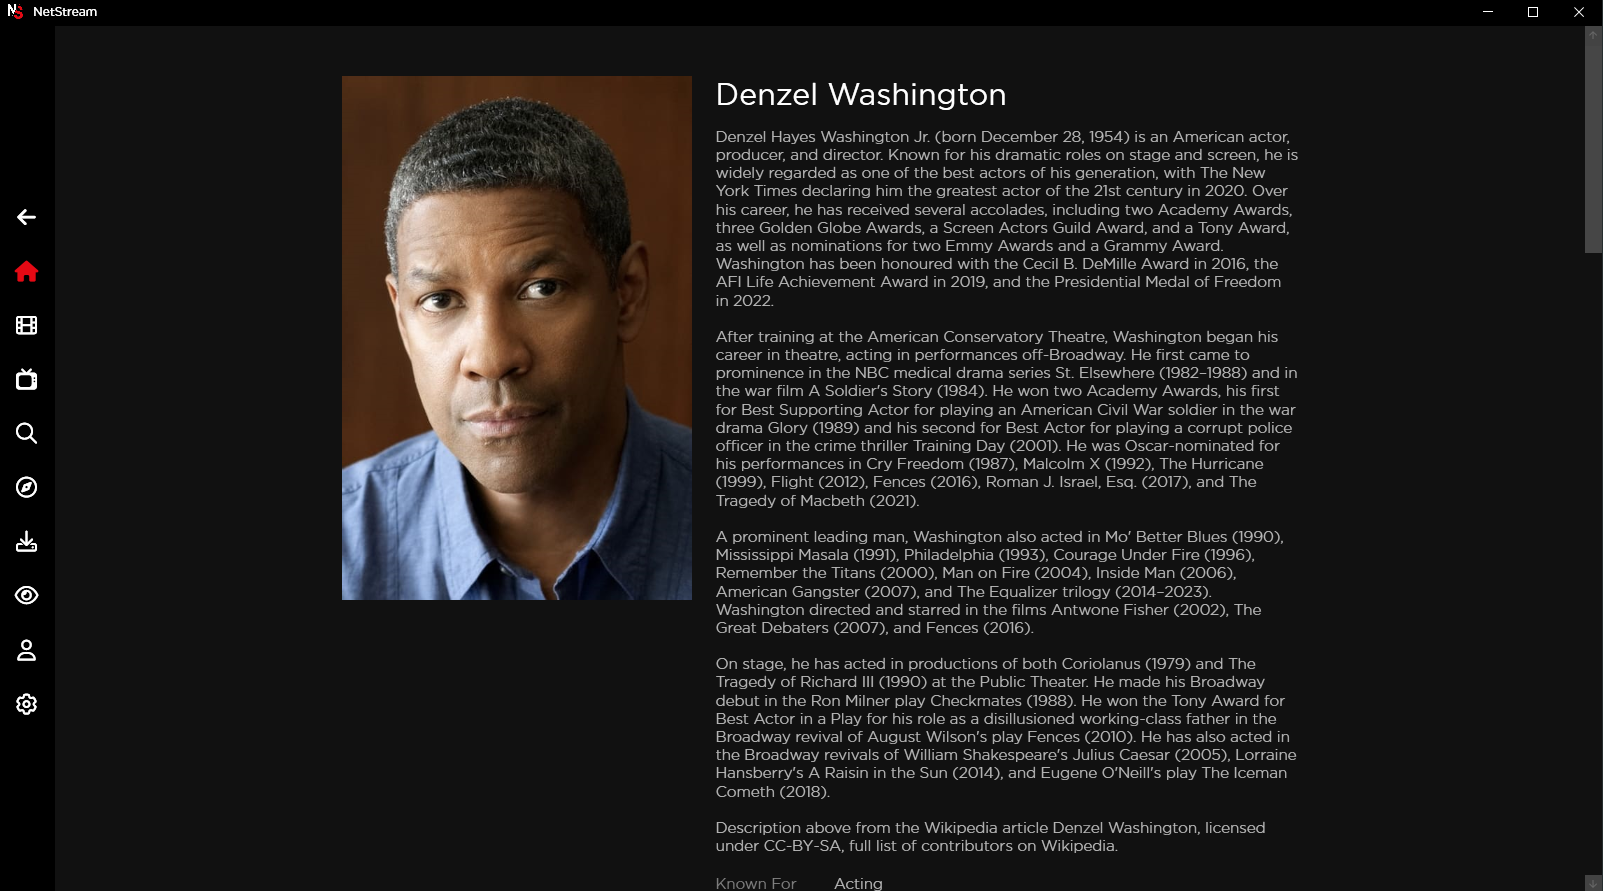 NS NetStream
Denzel Washington
Denzel Hayes Washington Jr. (born December 28, 1954) is an American actor,
producer, and director. Known for his dramatic roles on stage and screen, he is
widely regarded as one of the best actors of his generation, with The New
York Times declaring him the greatest actor of the 21st century in 2020. Over
his career, he has received several accolades, including two Academy Awards,
three Golden Globe Awards, a Screen Actors Guild Award, and a Tony Award,
as well as nominations for two Emmy Awards and a Grammy Award.
Washington has been honoured with the Cecil B. DeMille Award in 2016, the
AFI Life Achievement Award in 2019, and the Presidential Medal of Freedom
in 2022.
After training at the American Conservatory Theatre, Washington began his
career in theatre, acting in performances off-Broadway. He first came to
prominence in the NBC medical drama series St. Elsewhere (1982–1988) and in
the war film A Soldier's Story (1984). He won two Academy Awards, his first
for Best Supporting Actor for playing an American Civil War soldier in the war
drama Glory (1989) and his second for Best Actor for playing a corrupt police
officer in the crime thriller Training Day (2001). He was Oscar-nominated for
his performances in Cry Freedom (1987), Malcolm X (1992), The Hurricane
(1999), Flight (2012), Fences (2016), Roman J. Israel, Esq. (2017), and The
Tragedy of Macbeth (2021).
A prominent leading man, Washington also acted in Mo' Better Blues (1990),
Mississippi Masala (1991), Philadelphia (1993), Courage Under Fire (1996),
Remember the Titans (2000), Man on Fire (2004), Inside Man (2006),
American Gangster (2007), and The Equalizer trilogy (2014–2023).
Washington directed and starred in the films Antwone Fisher (2002), The
Great Debaters (2007), and Fences (2016).
On stage, he has acted in productions of both Coriolanus (1979) and The
Tragedy of Richard III (1990) at the Public Theater. He made his Broadway
debut in the Ron Milner play Checkmates (1988). He won the Tony Award for
Best Actor in a Play for his role as a disillusioned working-class father in the
Broadway revival of August Wilson's play Fences (2010). He has also acted in
the Broadway revivals of William Shakespeare's Julius Caesar (2005), Lorraine
Hansberry's A Raisin in the Sun (2014), and Eugene O'Neill's play The Iceman
Cometh (2018).
Description above from the Wikipedia article Denzel Washington, licensed
under CC-BY-SA, full list of contributors on Wikipedia.
Known For Acting